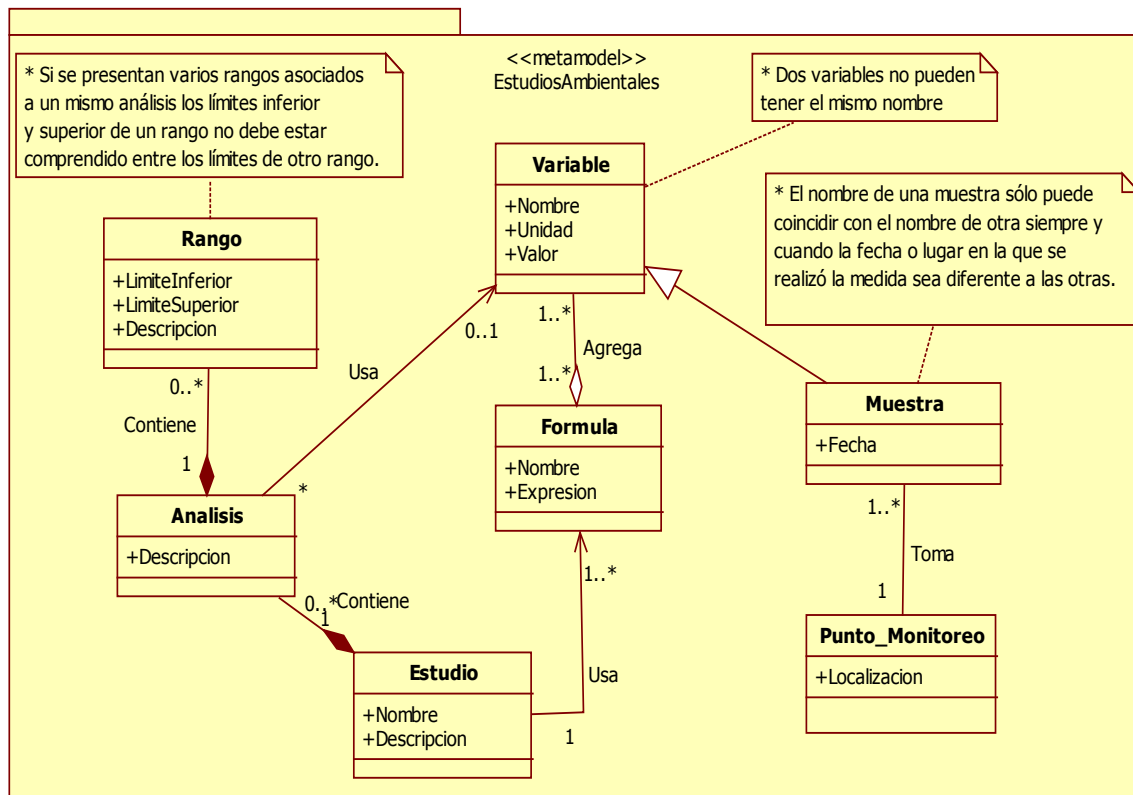 <<metamodel>>
EstudiosAmbientales
* Si se presentan varios rangos asociados
a un mismo análisis los límites inferior
y superior de un rango no debe estar
comprendido entre los límites de otro rango.
* Dos variables no pueden
tener el mismo nombre
* El nombre de una muestra sólo puede
coincidir con el nombre de otra siempre y
cuando la fecha o lugar en la que se
realizó la medida sea diferente a las otras.
Variable
+Nombre
+Unidad
+Valor
Rango
+LimiteInferior
+LimiteSuperior
+Descripcion
0..*
Contiene
1
Usa
0..1
*
1..*
Agrega
1..*
Formula
+Nombre
+Expresion
Muestra
+Fecha
1..*
Toma
1
Analisis
+Descripcion
0..*
Contiene
1
1..*
Usa
1
Estudio
+Nombre
+Descripcion
Punto_Monitoreo
+Localizacion